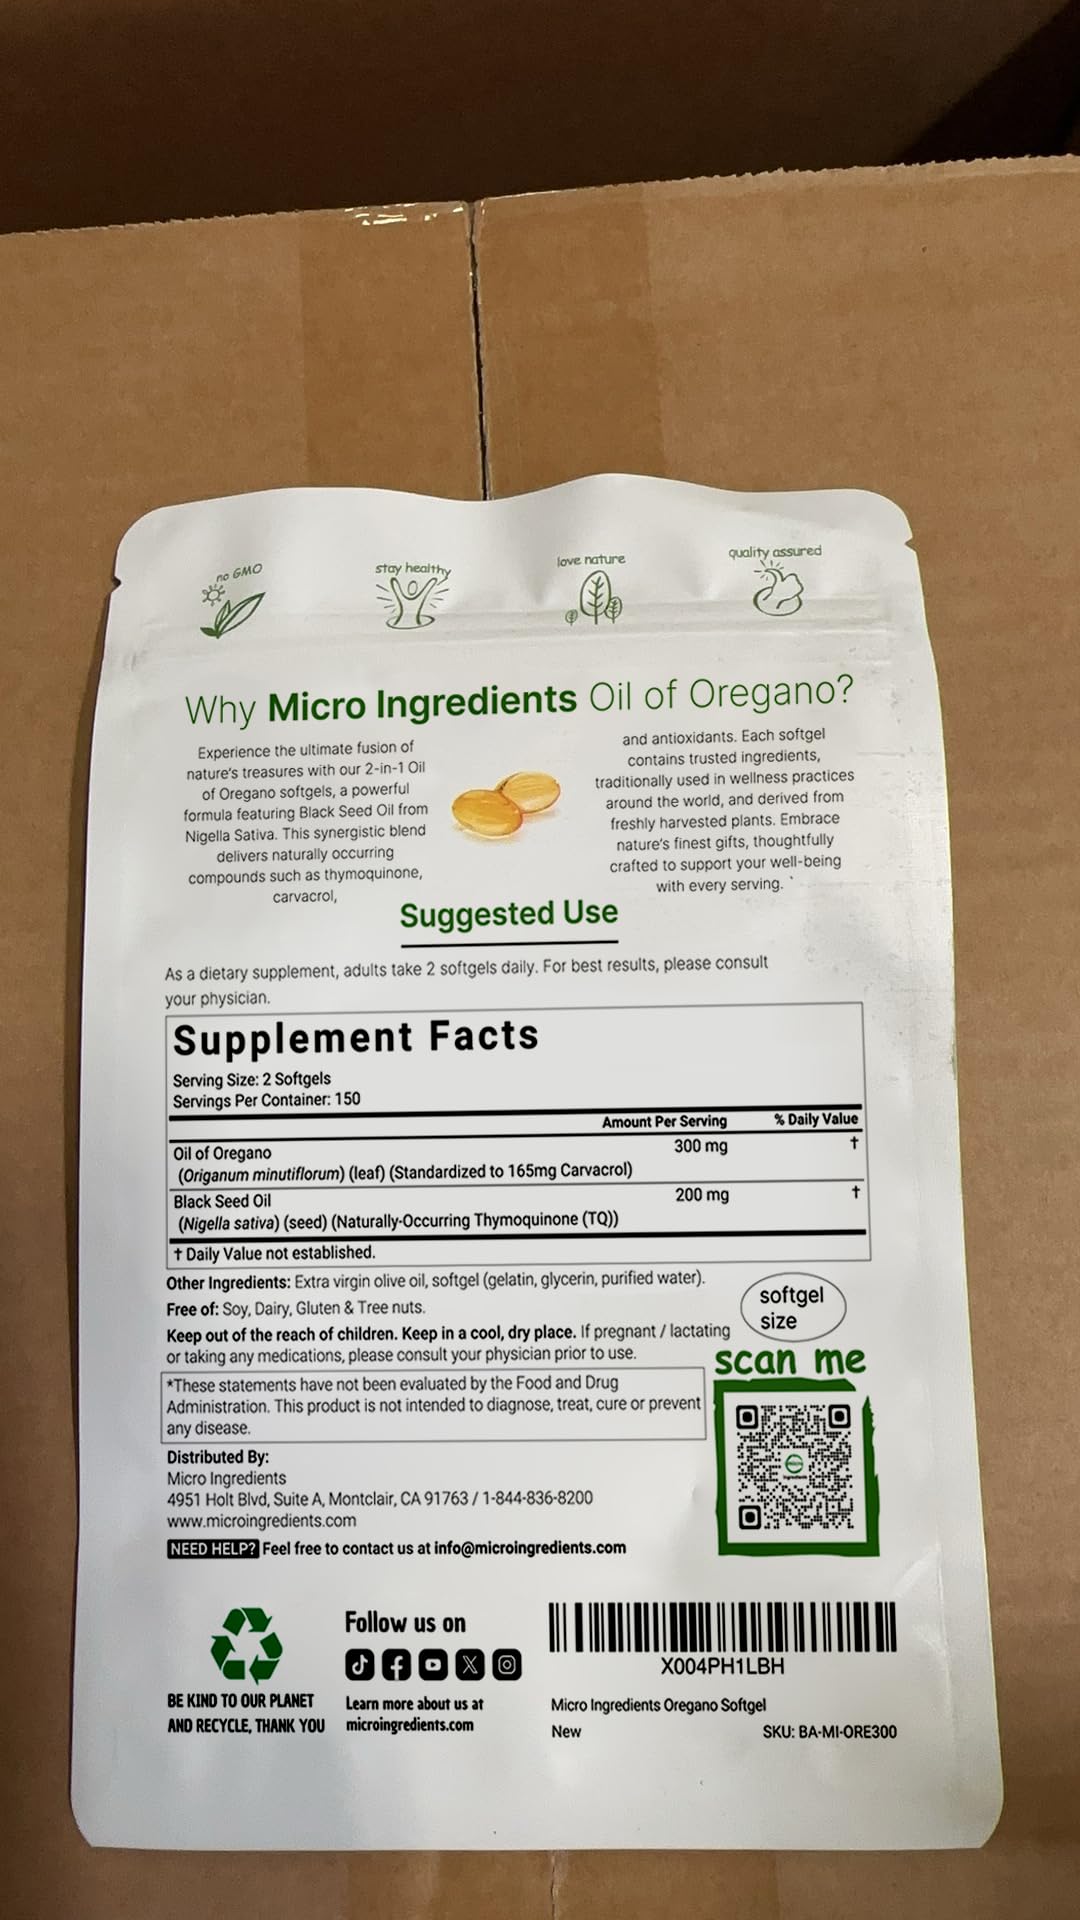 no GMO
stay healthy
love nature
quality assured
Why Micro Ingredients Oil of Oregano?
Experience the ultimate fusion of
nature's treasures with our 2-in-1 Oil
of Oregano softgels, a powerful
formula featuring Black Seed Oil from
Nigella Sativa. This synergistic blend
delivers naturally occurring
compounds such as thymoquinone,
carvacrol,
and antioxidants. Each softgel
contains trusted ingredients,
traditionally used in wellness practices
around the world, and derived from
freshly harvested plants. Embrace
nature's finest gifts, thoughtfully
crafted to support your well-being
with every serving.
Suggested Use
As a dietary supplement, adults take 2 softgels daily. For best results, please consult
your physician.
Supplement Facts
Serving Size: 2 Softgels
Servings Per Container: 150
Amount Per Serving % Daily Value
Oil of Oregano 300 mg †
(Origanum minutiflorum) (leaf) (Standardized to 165mg Carvacrol)
Black Seed Oil 200 mg †
(Nigella sativa) (seed) (Naturally-Occurring Thymoquinone (TQ))
† Daily Value not established.
Other Ingredients: Extra virgin olive oil, softgel (gelatin, glycerin, purified water).
Free of: Soy, Dairy, Gluten & Tree nuts.
Keep out of the reach of children. Keep in a cool, dry place. If pregnant / lactating
or taking any medications, please consult your physician prior to use.
softgel
size
scan me
*These statements have not been evaluated by the Food and Drug
Administration. This product is not intended to diagnose, treat, cure or prevent
any disease.
Distributed By:
Micro Ingredients
4951 Holt Blvd, Suite A, Montclair, CA 91763 / 1-844-836-8200
www.microingredients.com
NEED HELP? Feel free to contact us at info@microingredients.com
BE KIND TO OUR PLANET
AND RECYCLE, THANK YOU
Follow us on
Learn more about us at
microingredients.com
X004PH1LBH
Micro Ingredients Oregano Softgel
New SKU: BA-MI-ORE300